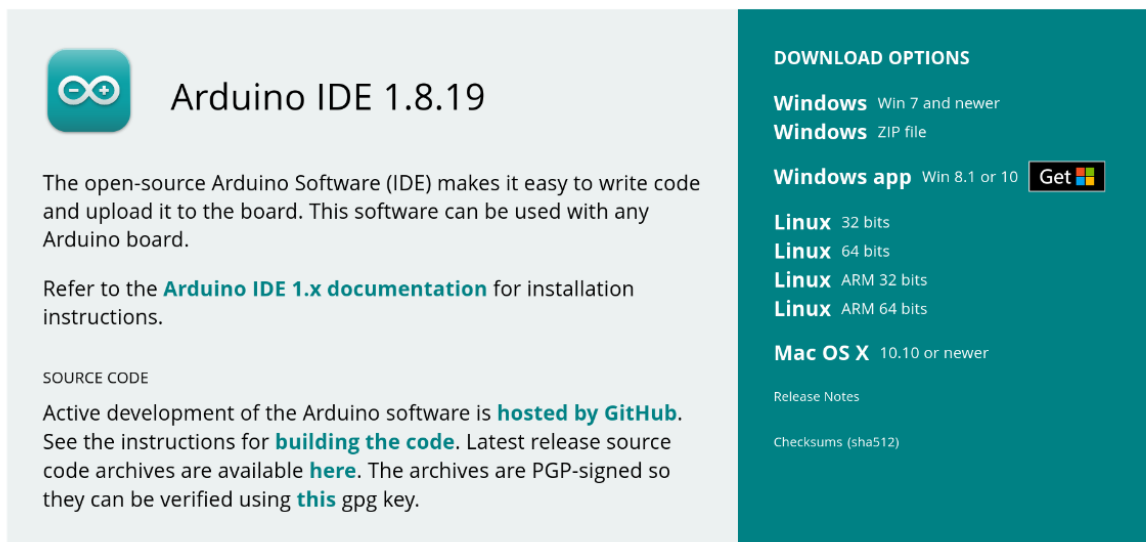 Arduino IDE 1.8.19
The open-source Arduino Software (IDE) makes it easy to write code
and upload it to the board. This software can be used with any
Arduino board.
Refer to the Arduino IDE 1.x documentation for installation
instructions.
SOURCE CODE
Active development of the Arduino software is hosted by GitHub.
See the instructions for building the code. Latest release source
code archives are available here. The archives are PGP-signed so
they can be verified using this gpg key.
DOWNLOAD OPTIONS
Windows Win 7 and newer
Windows ZIP file
Windows app Win 8.1 or 10 Get
Linux 32 bits
Linux 64 bits
Linux ARM 32 bits
Linux ARM 64 bits
Mac OS X 10.10 or newer
Release Notes
Checksums (sha512)